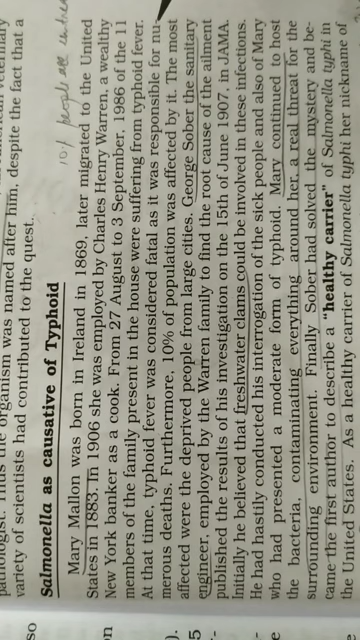 variety of scientists had contributed to the quest.
Salmonella as causative of Typhoid
Mary Mallon was born in Ireland in 1869, later migrated to the United
States in 1883. In 1906 she was employed by Charles Henry Warren, a wealthy
New York banker as a cook. From 27 August to 3 September, 1986 of the 11
members of the family present in the house were suffering from typhoid fever.
At that time, typhoid fever was considered fatal as it was responsible for nu-
merous deaths. Furthermore, 10% of population was affected by it. The most
affected were the deprived people from large cities. George Sober the sanitary
engineer, employed by the Warren family to find the root cause of the ailment
published the results of his investigation on the 15th of June 1907, in JAMA.
Initially he believed that freshwater clams could be involved in these infections.
He had hastily conducted his interrogation of the sick people and also of Mary
who had presented a moderate form of typhoid. Mary continued to host
the bacteria, contaminating everything around her, a real threat for the
surrounding environment. Finally Sober had solved the mystery and be-
came the first author to describe a "healthy carrier" of Salmonella typhi in
the United States. As a healthy carrier of Salmonella typhi her nickname of
10% people
organism was named after him, despite the fact that a
so
).
5
-
-
e